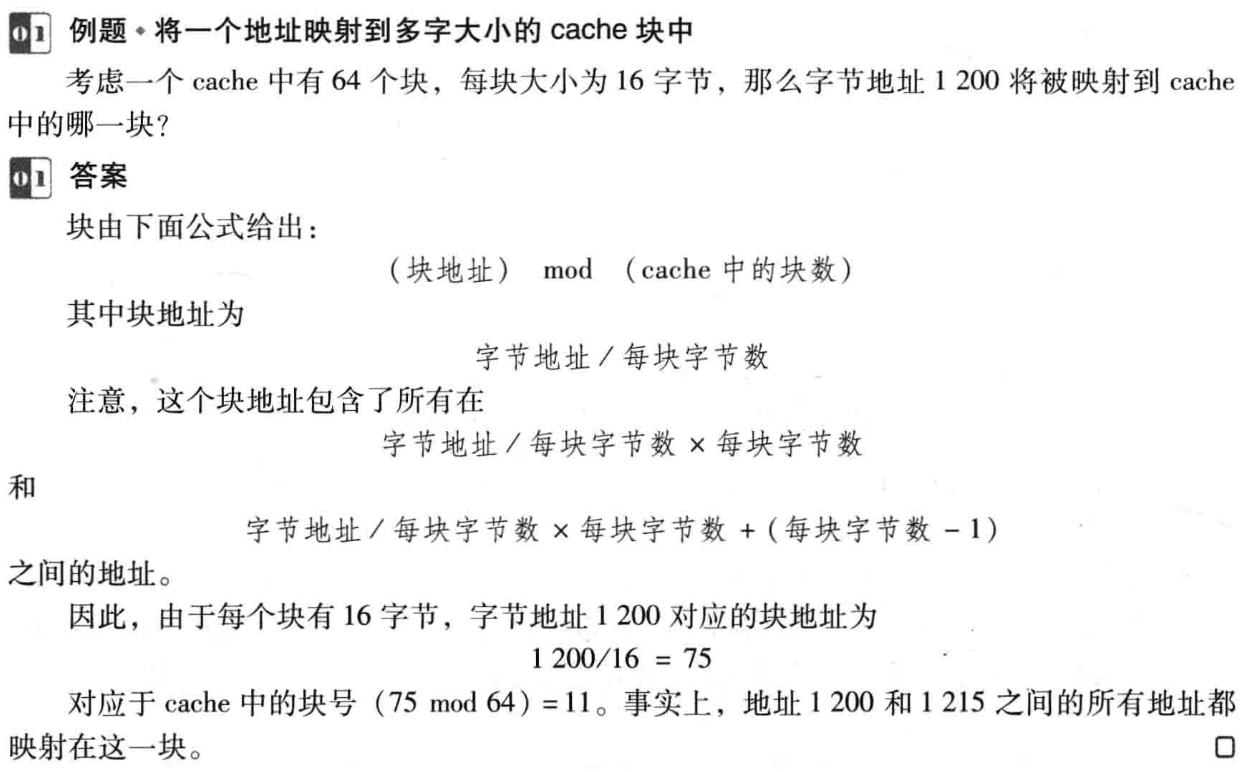 01 例题·将一个地址映射到多字大小的 cache 块中
考虑一个 cache 中有 64 个块，每块大小为 16 字节，那么字节地址 1 200 将被映射到 cache
中的哪一块?
01 答案
块由下面公式给出：
（块地址） mod （cache 中的块数）
其中块地址为
字节地址 / 每块字节数
注意，这个块地址包含了所有在
字节地址 / 每块字节数 × 每块字节数
和
字节地址 / 每块字节数 × 每块字节数 + (每块字节数 - 1)
之间的地址。
因此，由于每个块有 16 字节，字节地址 1 200 对应的块地址为
1 200/16 = 75
对应于 cache 中的块号（75 mod 64）= 11。事实上，地址 1 200 和 1 215 之间的所有地址都
映射在这一块。